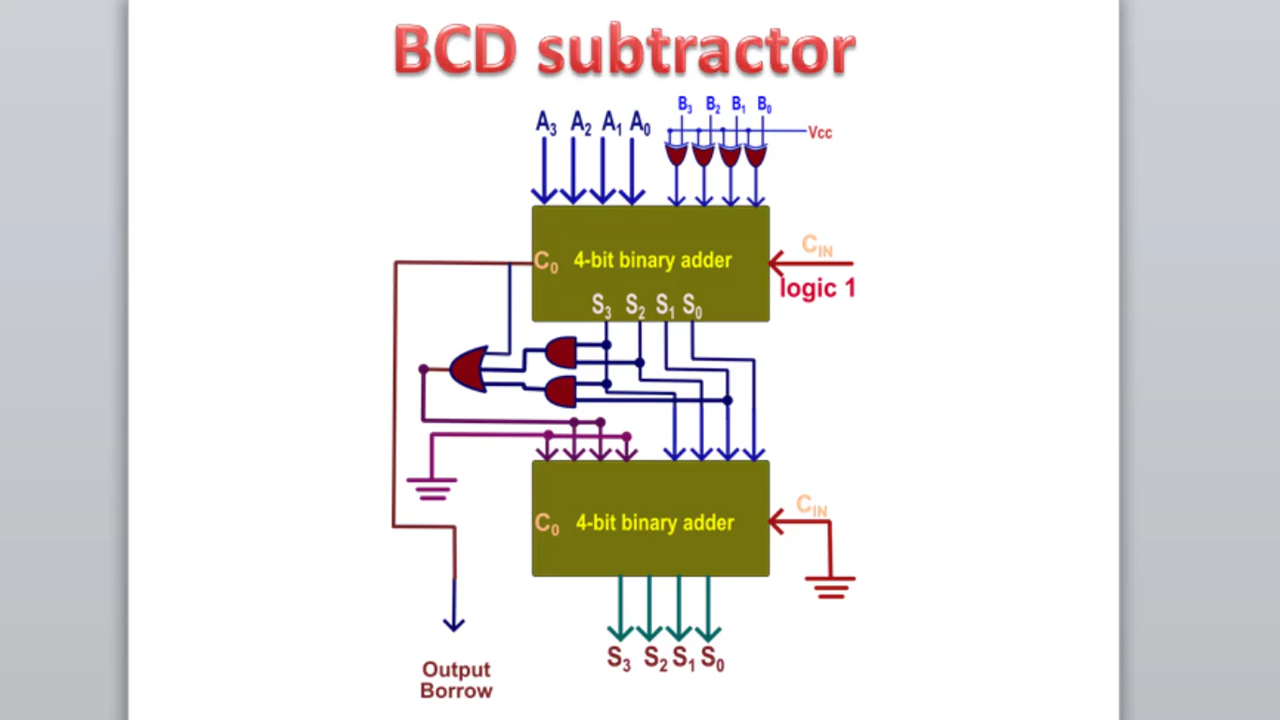 BCD subtractor
A3 A2 A1 A0
B3 B2 B1 B0
Vcc
C0 4-bit binary adder
CIN
logic 1
S3 S2 S1 S0
C0 4-bit binary adder
CIN
S3 S2 S1 S0
Output
Borrow